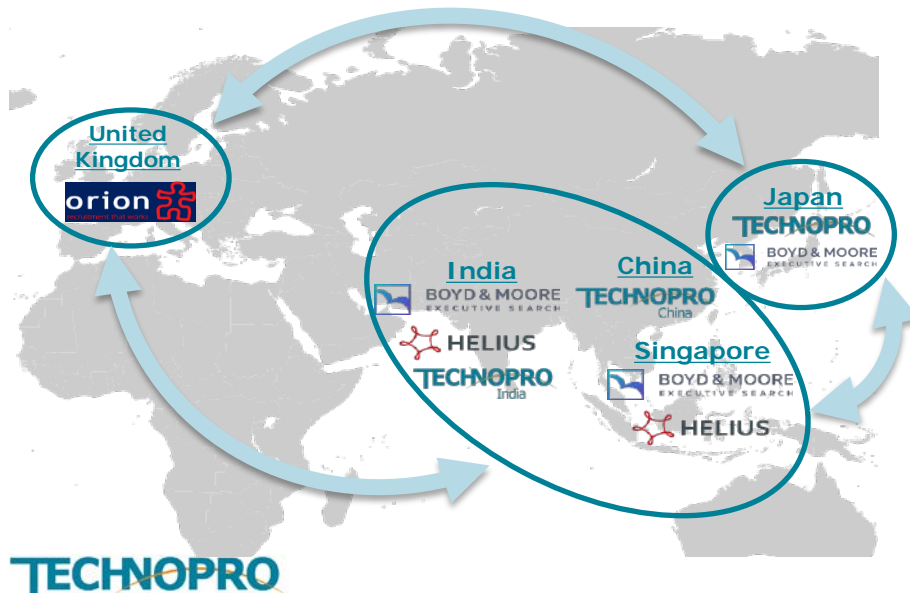 United
Kingdom
orion
recruitment that works
Japan
TECHNOPRO
BOYD & MOORE
EXECUTIVE SEARCH
India
BOYD & MOORE
EXECUTIVE SEARCH
HELIUS
TECHNOPRO
India
China
TECHNOPRO
China
Singapore
BOYD & MOORE
EXECUTIVE SEARCH
HELIUS
TECHNOPRO